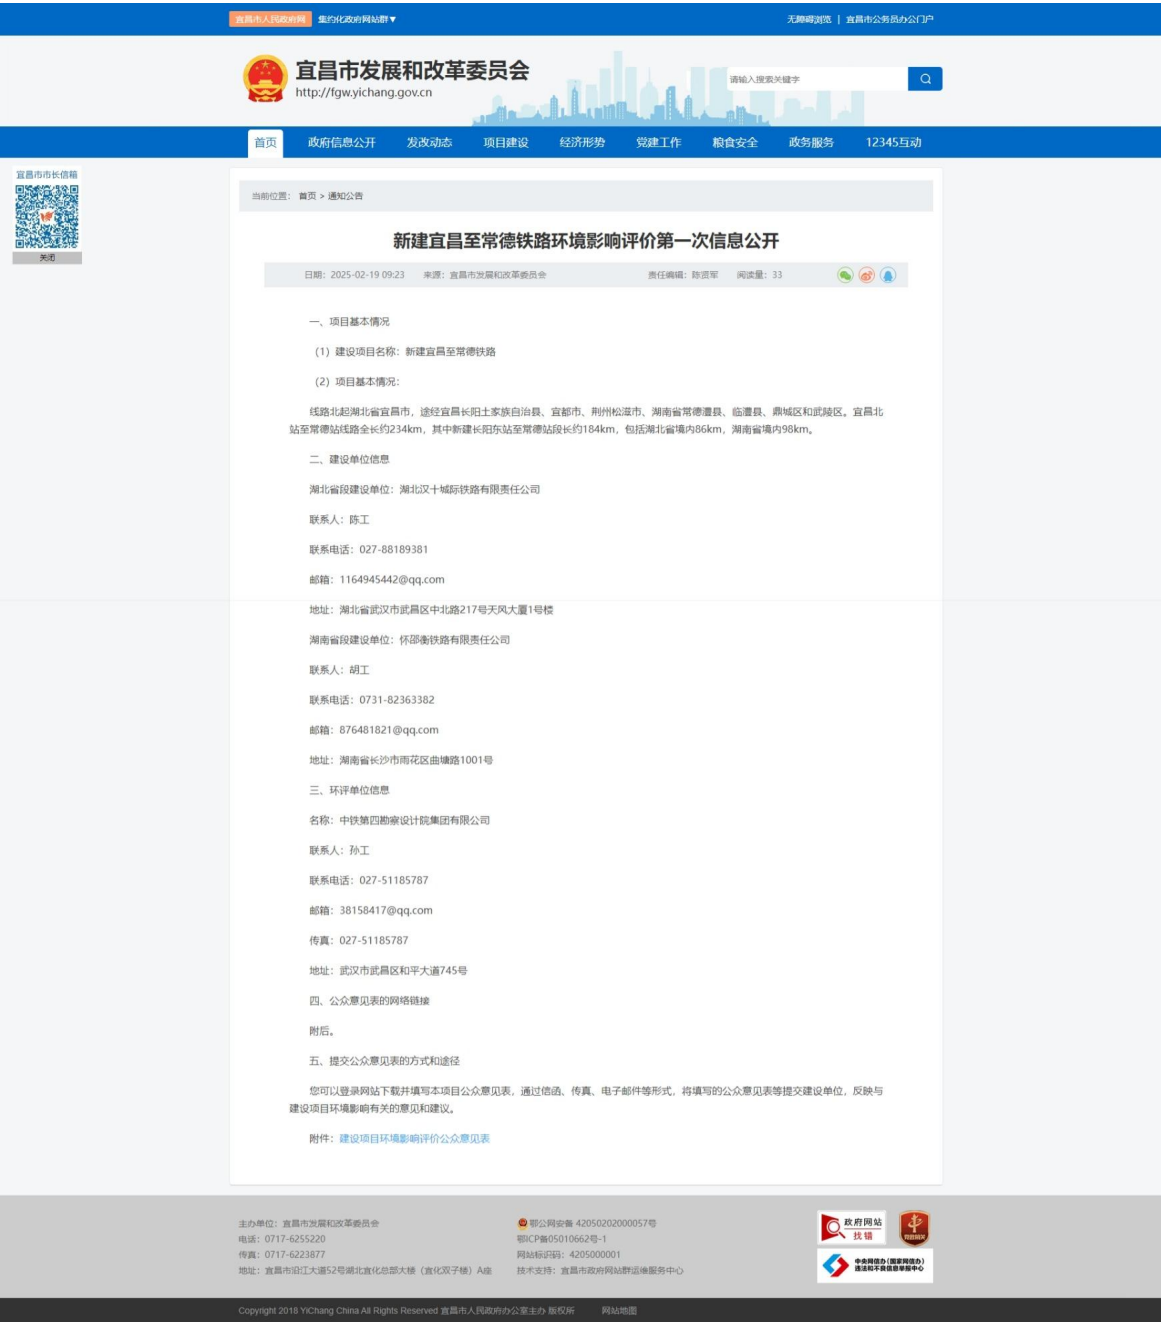 宜昌市人民政府网 集约化政府网站群▼ 无障碍浏览 | 宜昌市公务员办公门户
宜昌市发展和改革委员会
http://fgw.yichang.gov.cn
请输入搜索关键字
首页 政府信息公开 发改动态 项目建设 经济形势 党建工作 粮食安全 政务服务 12345互动
宜昌市市长信箱
关闭
当前位置： 首页 > 通知公告
新建宜昌至常德铁路环境影响评价第一次信息公开
日期：2025-02-19 09:23 来源：宜昌市发展和改革委员会 责任编辑：陈贤军 阅读量：33
一、项目基本情况
（1）建设项目名称：新建宜昌至常德铁路
（2）项目基本情况：
线路北起湖北省宜昌市，途经宜昌长阳土家族自治县、宜都市、荆州松滋市、湖南省常德澧县、临澧县、鼎城区和武陵区。宜昌北
站至常德站线路全长约234km，其中新建长阳东站至常德站段长约184km，包括湖北省境内86km，湖南省境内98km。
二、建设单位信息
湖北省段建设单位：湖北汉十城际铁路有限责任公司
联系人：陈工
联系电话：027-88189381
邮箱：1164945442@qq.com
地址：湖北省武汉市武昌区中北路217号天风大厦1号楼
湖南省段建设单位：怀邵衡铁路有限责任公司
联系人：胡工
联系电话：0731-82363382
邮箱：876481821@qq.com
地址：湖南省长沙市雨花区曲塘路1001号
三、环评单位信息
名称：中铁第四勘察设计院集团有限公司
联系人：孙工
联系电话：027-51185787
邮箱：38158417@qq.com
传真：027-51185787
地址：武汉市武昌区和平大道745号
四、公众意见表的网络链接
附后。
五、提交公众意见表的方式和途径
您可以登录网站下载并填写本项目公众意见表，通过信函、传真、电子邮件等形式，将填写的公众意见表等提交建设单位，反映与
建设项目环境影响有关的意见和建议。
附件：建设项目环境影响评价公众意见表
主办单位：宜昌市发展和改革委员会 鄂公网安备 42050202000057号
电话：0717-6255220 鄂ICP备05010662号-1
传真：0717-6223877 网站标识码：4205000001
地址：宜昌市沿江大道52号湖北宜化总部大楼（宜化双子楼）A座 技术支持：宜昌市政府网站群运维服务中心
政府网站
找错
党政机关
中央网信办（国家网信办）
违法和不良信息举报中心
Copyright 2018 YiChang China All Rights Reserved 宜昌市人民政府办公室主办 版权所 网站地图